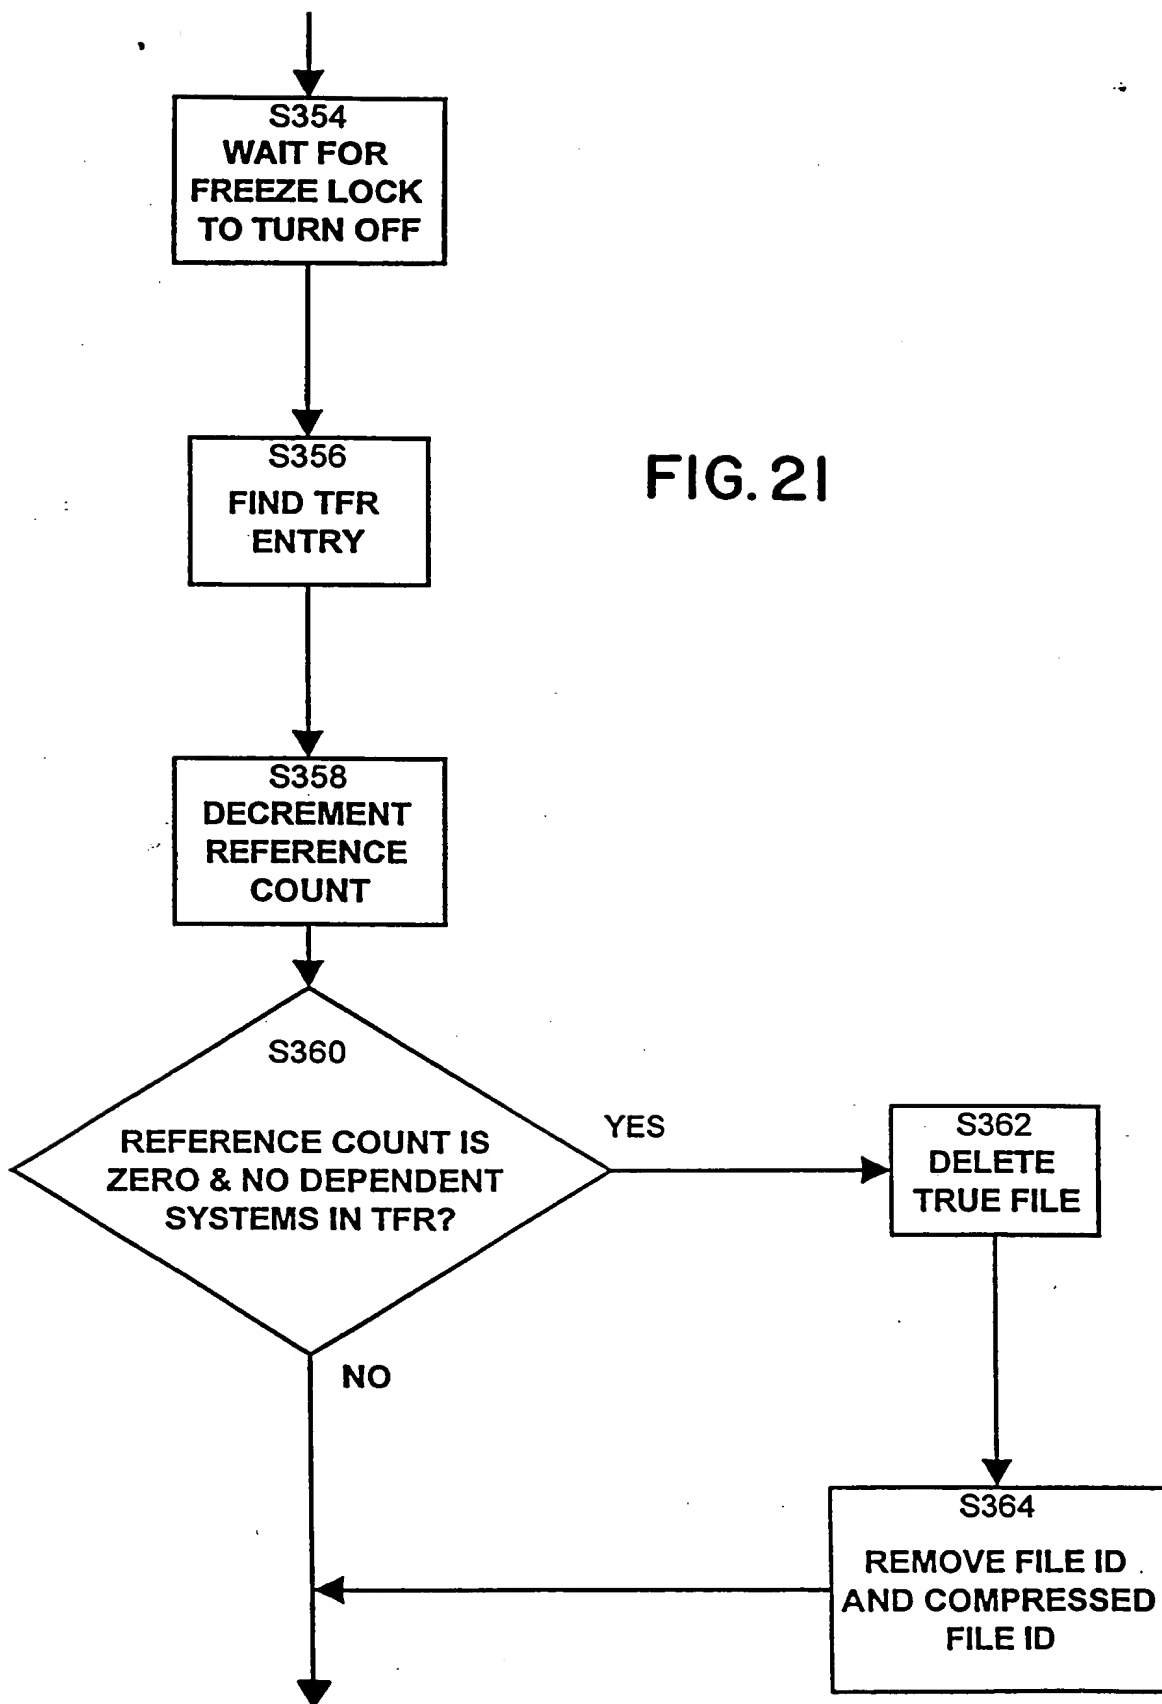 S354
WAIT FOR
FREEZE LOCK
TO TURN OFF
S356
FIND TFR
ENTRY
FIG. 21
S358
DECREMENT
REFERENCE
COUNT
S360
REFERENCE COUNT IS
ZERO & NO DEPENDENT
SYSTEMS IN TFR?
YES
NO
S362
DELETE
TRUE FILE
S364
REMOVE FILE ID
AND COMPRESSED
FILE ID